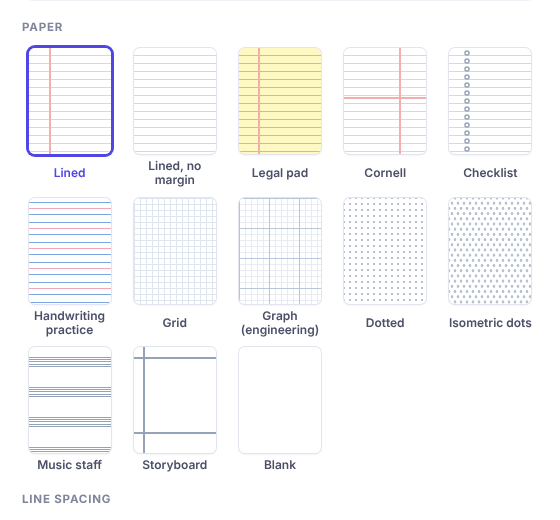 PAPER
Lined
Lined, no
margin
Legal pad
Cornell
Checklist
Handwriting
practice
Grid
Graph
(engineering)
Dotted
Isometric dots
Music staff
Storyboard
Blank
LINE SPACING